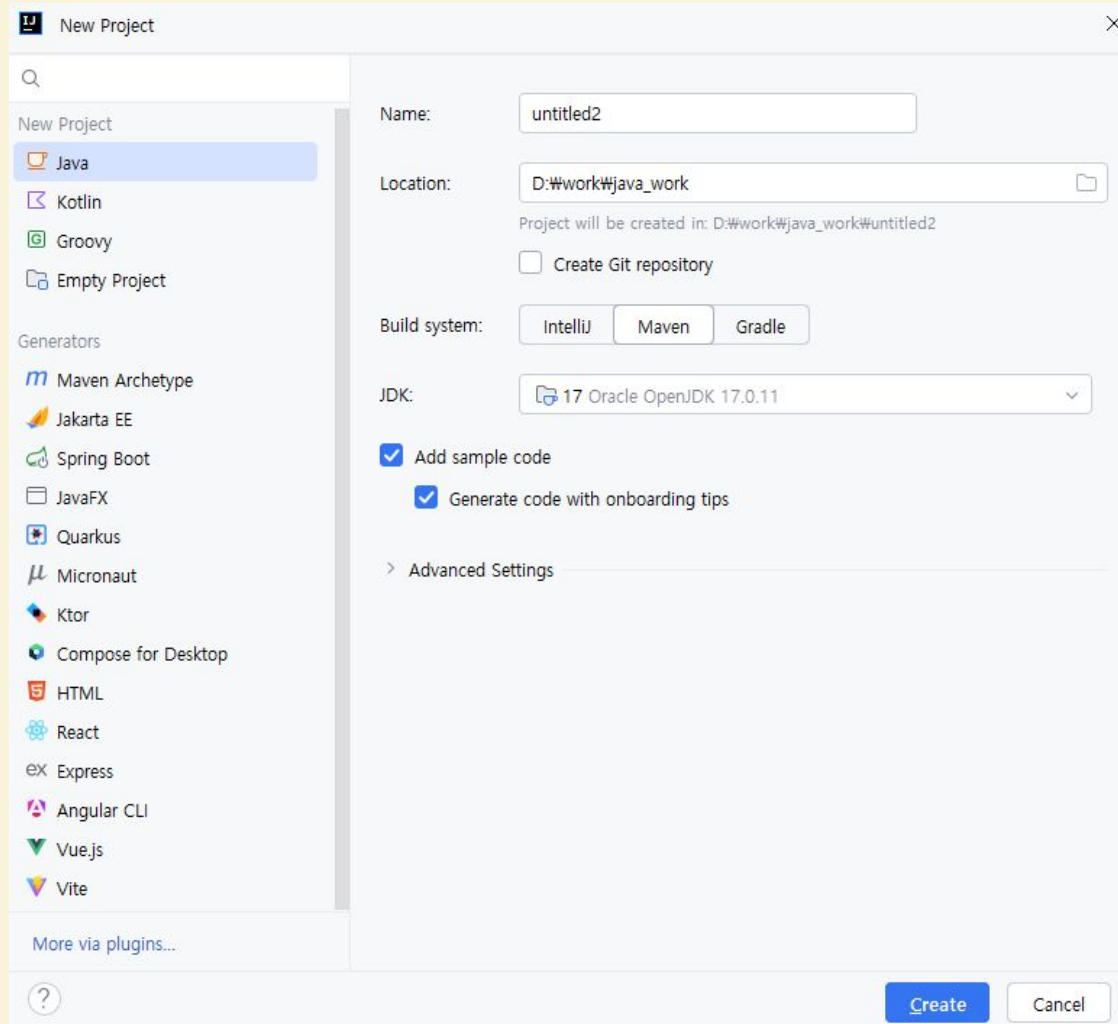 IJ
New Project
New Project
Java
Kotlin
G Groovy
Empty Project
Generators
m Maven Archetype
Jakarta EE
Spring Boot
JavaFX
Quarkus
μ Micronaut
Ktor
Compose for Desktop
5 HTML
React
ex Express
Angular CLI
Vue.js
Vite
More via plugins...
?
Name: untitled2
Location: D:₩work₩java_work
Project will be created in: D:₩work₩java_work₩untitled2
Create Git repository
Build system: IntelliJ Maven Gradle
JDK: 17 Oracle OpenJDK 17.0.11
Add sample code
Generate code with onboarding tips
Advanced Settings
Create Cancel